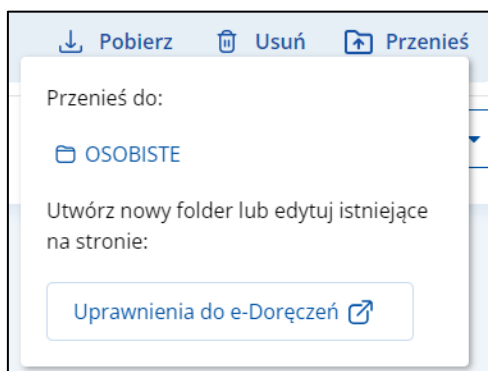 Pobierz Usuń Przenieś
Przenieś do:
OSOBISTE
Utwórz nowy folder lub edytuj istniejące
na stronie:
Uprawnienia do e-Doręczeń